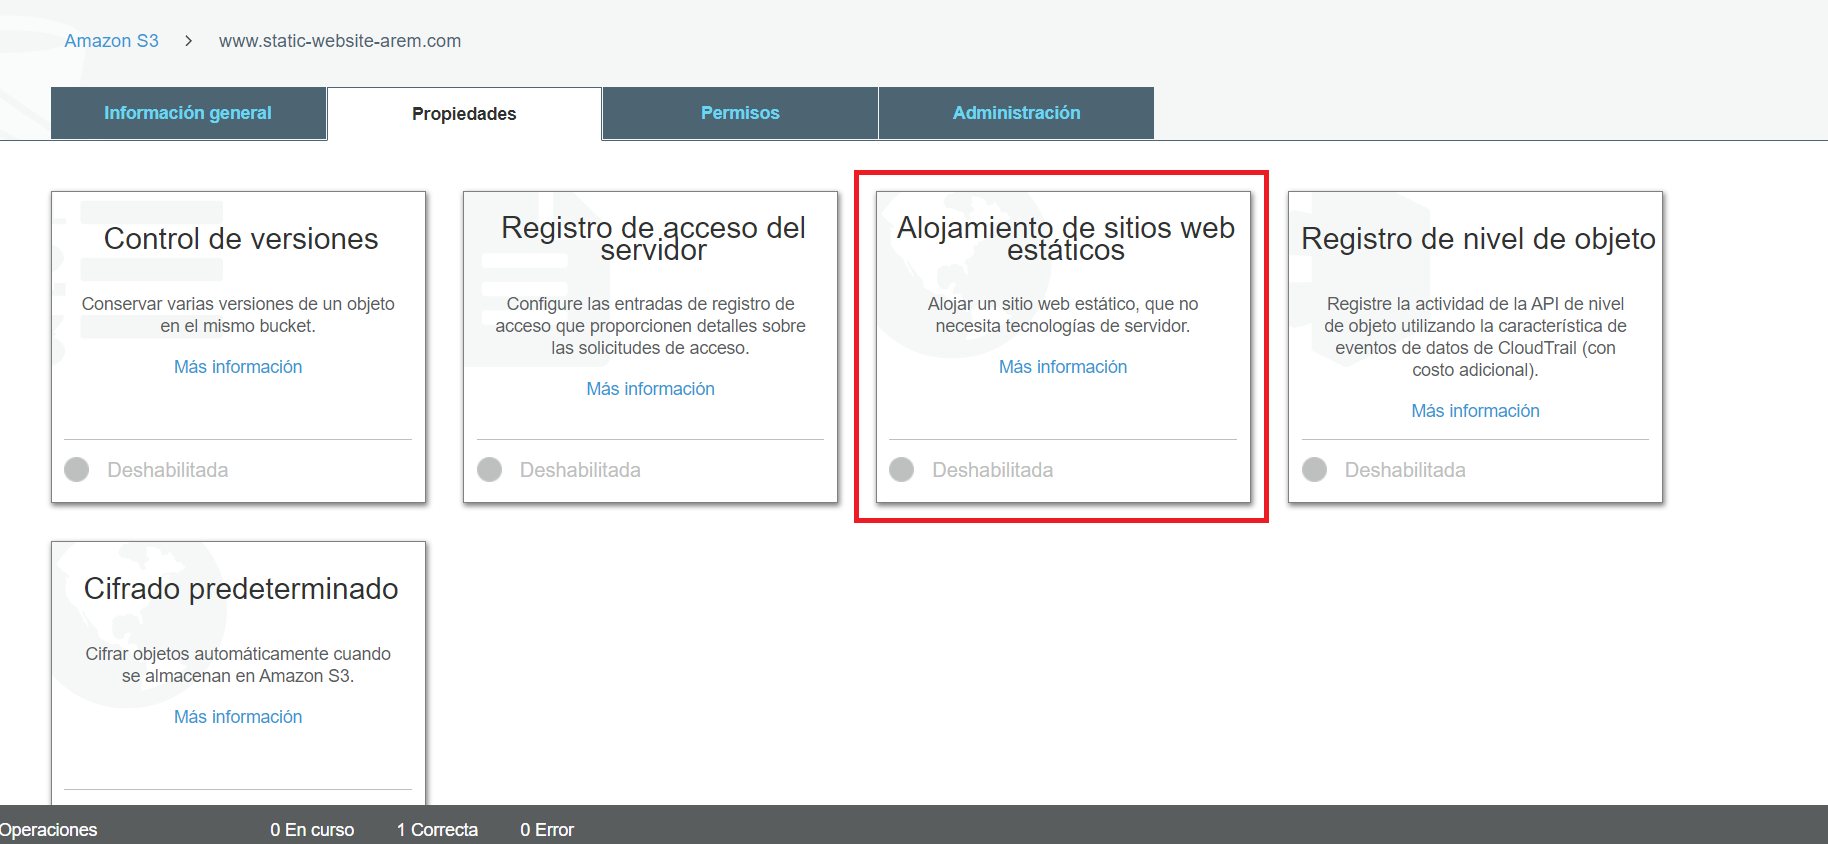 Amazon S3 > www.static-website-arem.com
Información general Propiedades Permisos Administración
Control de versiones
Conservar varias versiones de un objeto
en el mismo bucket.
Más información
Deshabilitada
Registro de acceso del
servidor
Configure las entradas de registro de
acceso que proporcionen detalles sobre
las solicitudes de acceso.
Más información
Deshabilitada
Alojamiento de sitios web
estáticos
Alojar un sitio web estático, que no
necesita tecnologías de servidor.
Más información
Deshabilitada
Registro de nivel de objeto
Registre la actividad de la API de nivel
de objeto utilizando la característica de
eventos de datos de CloudTrail (con
costo adicional).
Más información
Deshabilitada
Cifrado predeterminado
Cifrar objetos automáticamente cuando
se almacenan en Amazon S3.
Más información
Operaciones 0 En curso 1 Correcta 0 Error